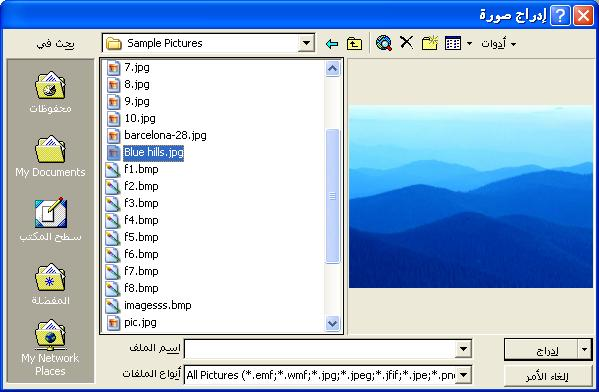 إدراج صورة
بحث في
Sample Pictures
أدوات
محفوظات
My Documents
سطح المكتب
المفضلة
My Network
Places
7.jpg
8.jpg
9.jpg
10.jpg
barcelona-28.jpg
Blue hills.jpg
f1.bmp
f2.bmp
f3.bmp
f4.bmp
f5.bmp
f6.bmp
f7.bmp
f8.bmp
imagesss.bmp
pic.jpg
اسم الملف
إدراج
أنواع الملفات
All Pictures (*.emf;*.wmf;*.jpg;*.jpeg;*.jfif;*.jpe;*.png
إلغاء الأمر